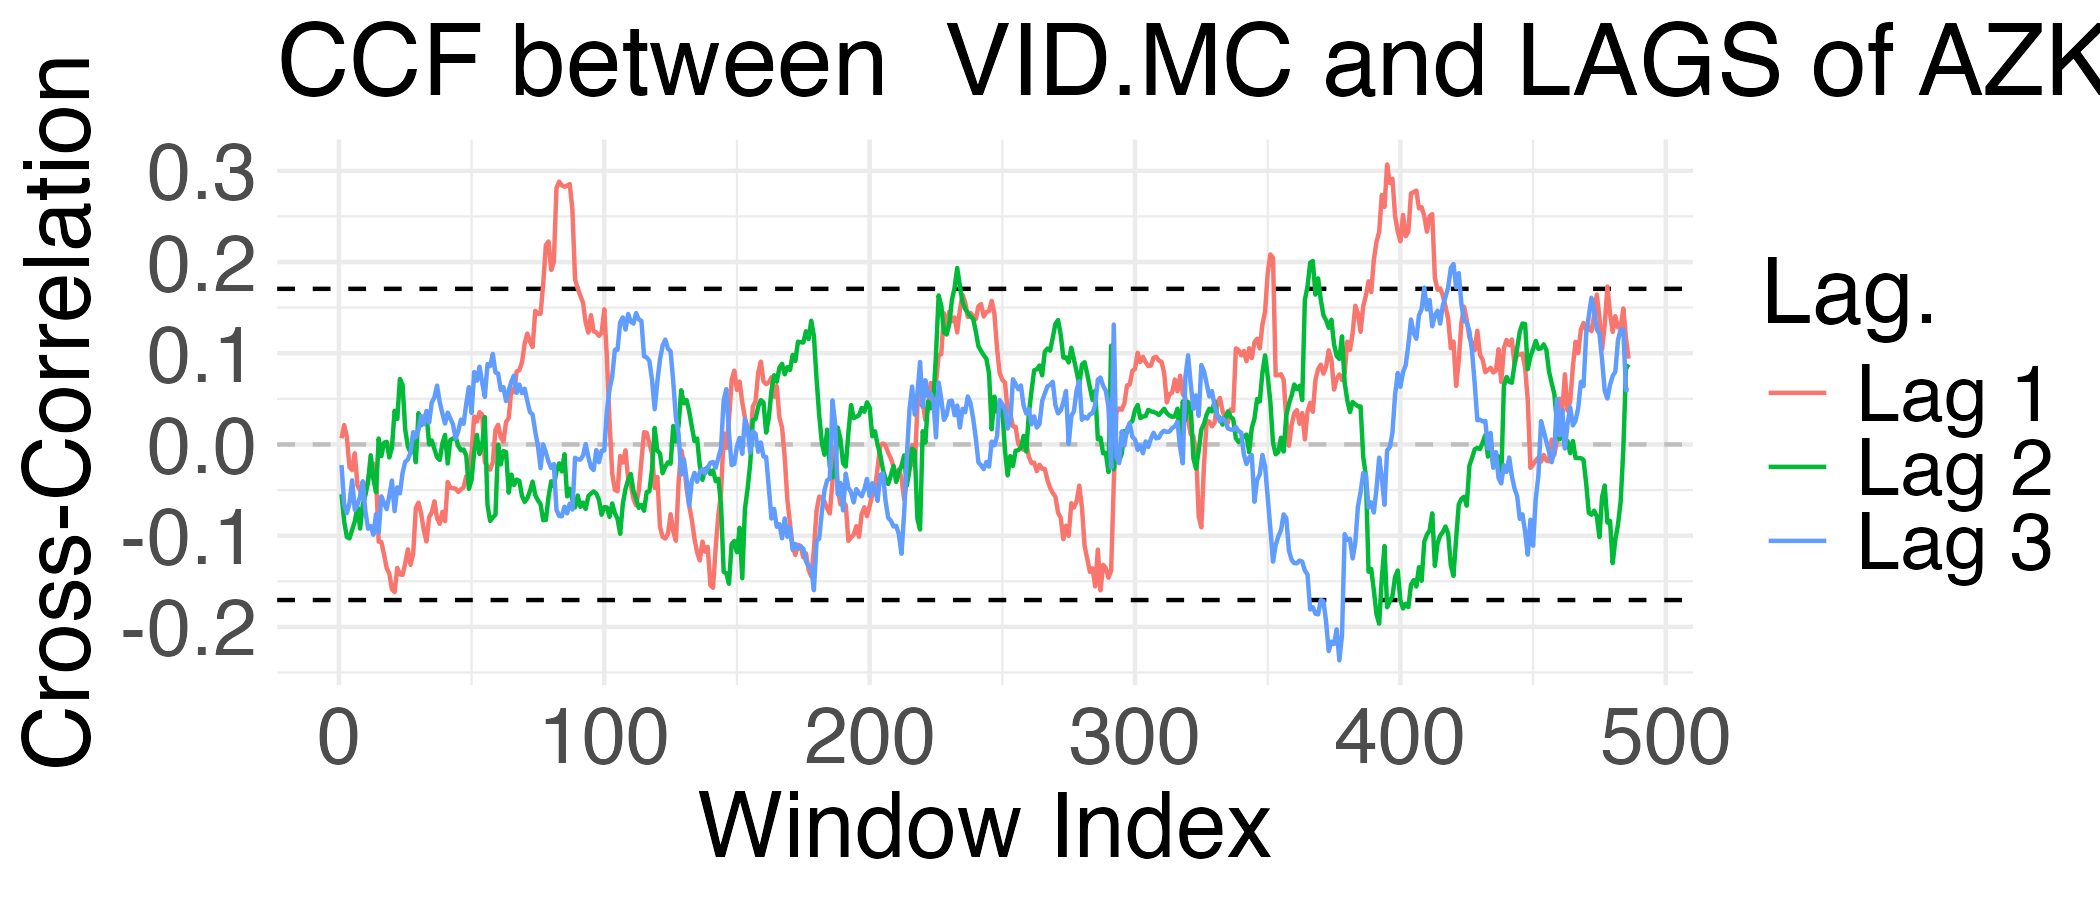 CCF between VID.MC and LAGS of AZK
Cross-Correlation
0.3
0.2
0.1
0.0
-0.1
-0.2
0
100
200
300
400
500
Window Index
Lag.
Lag 1
Lag 2
Lag 3